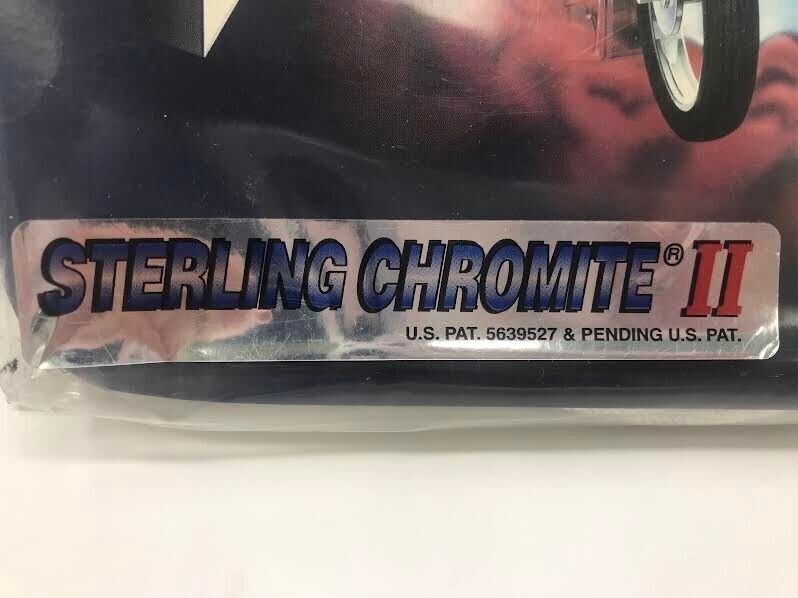 STERLING CHROMITE® II
U.S. PAT. 5639527 & PENDING U.S. PAT.